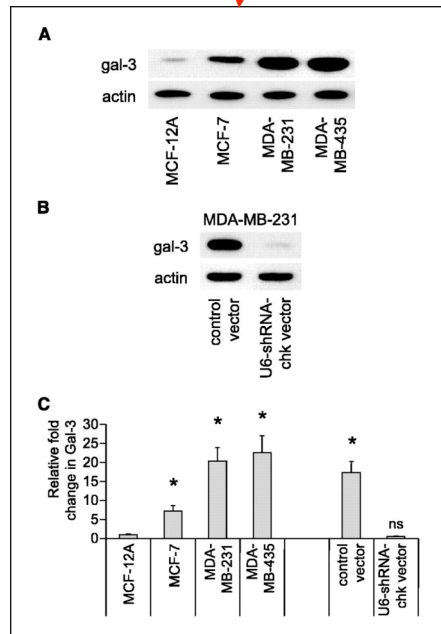 A
gal-3
actin
MCF-12A
MCF-7
MDA-
MB-231
MDA-
MB-435
B
MDA-MB-231
gal-3
actin
control
vector
U6-shRNA-
chk vector
C
Relative fold
change in Gal-3
30
25
20
15
10
5
0
*
*
*
*
ns
MCF-12A
MCF-7
MDA-
MB-231
MDA-
MB-435
control
vector
U6-shRNA-
chk vector